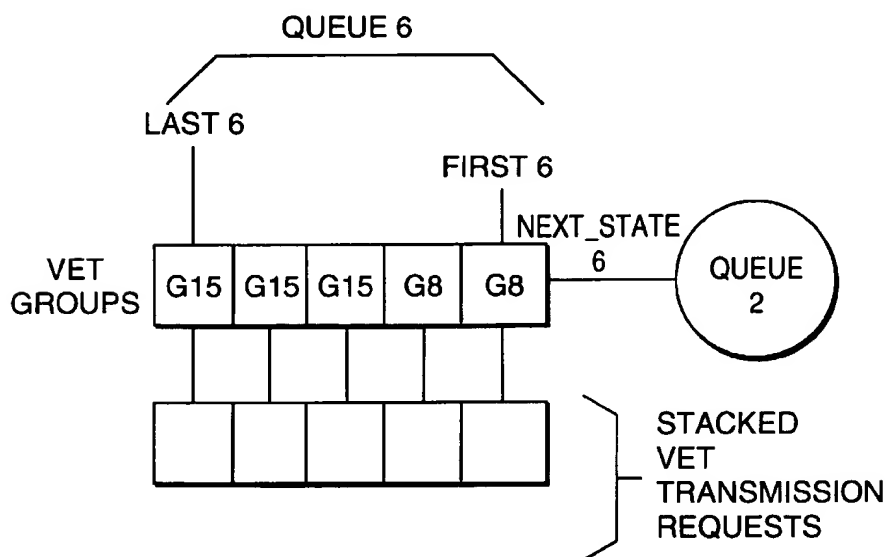 QUEUE 6
LAST 6
FIRST 6
NEXT_STATE
6
QUEUE
2
VET
GROUPS
G15 G15 G15 G8 G8
STACKED
VET
TRANSMISSION
REQUESTS